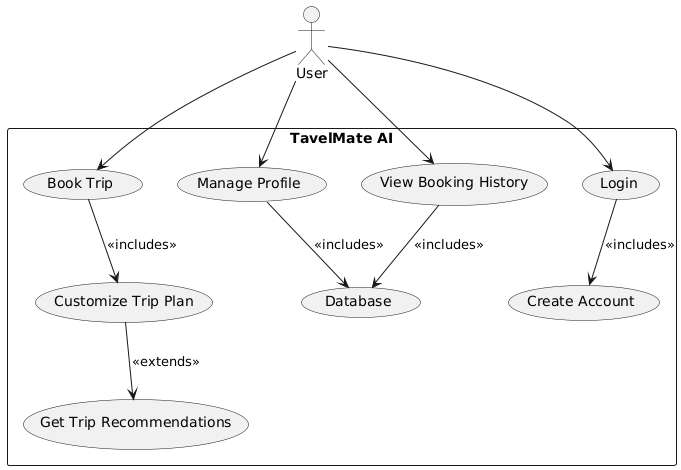 User
TavelMate AI
Book Trip
Manage Profile
View Booking History
Login
«includes»
«includes»
«includes»
«includes»
Customize Trip Plan
Database
Create Account
«extends»
Get Trip Recommendations